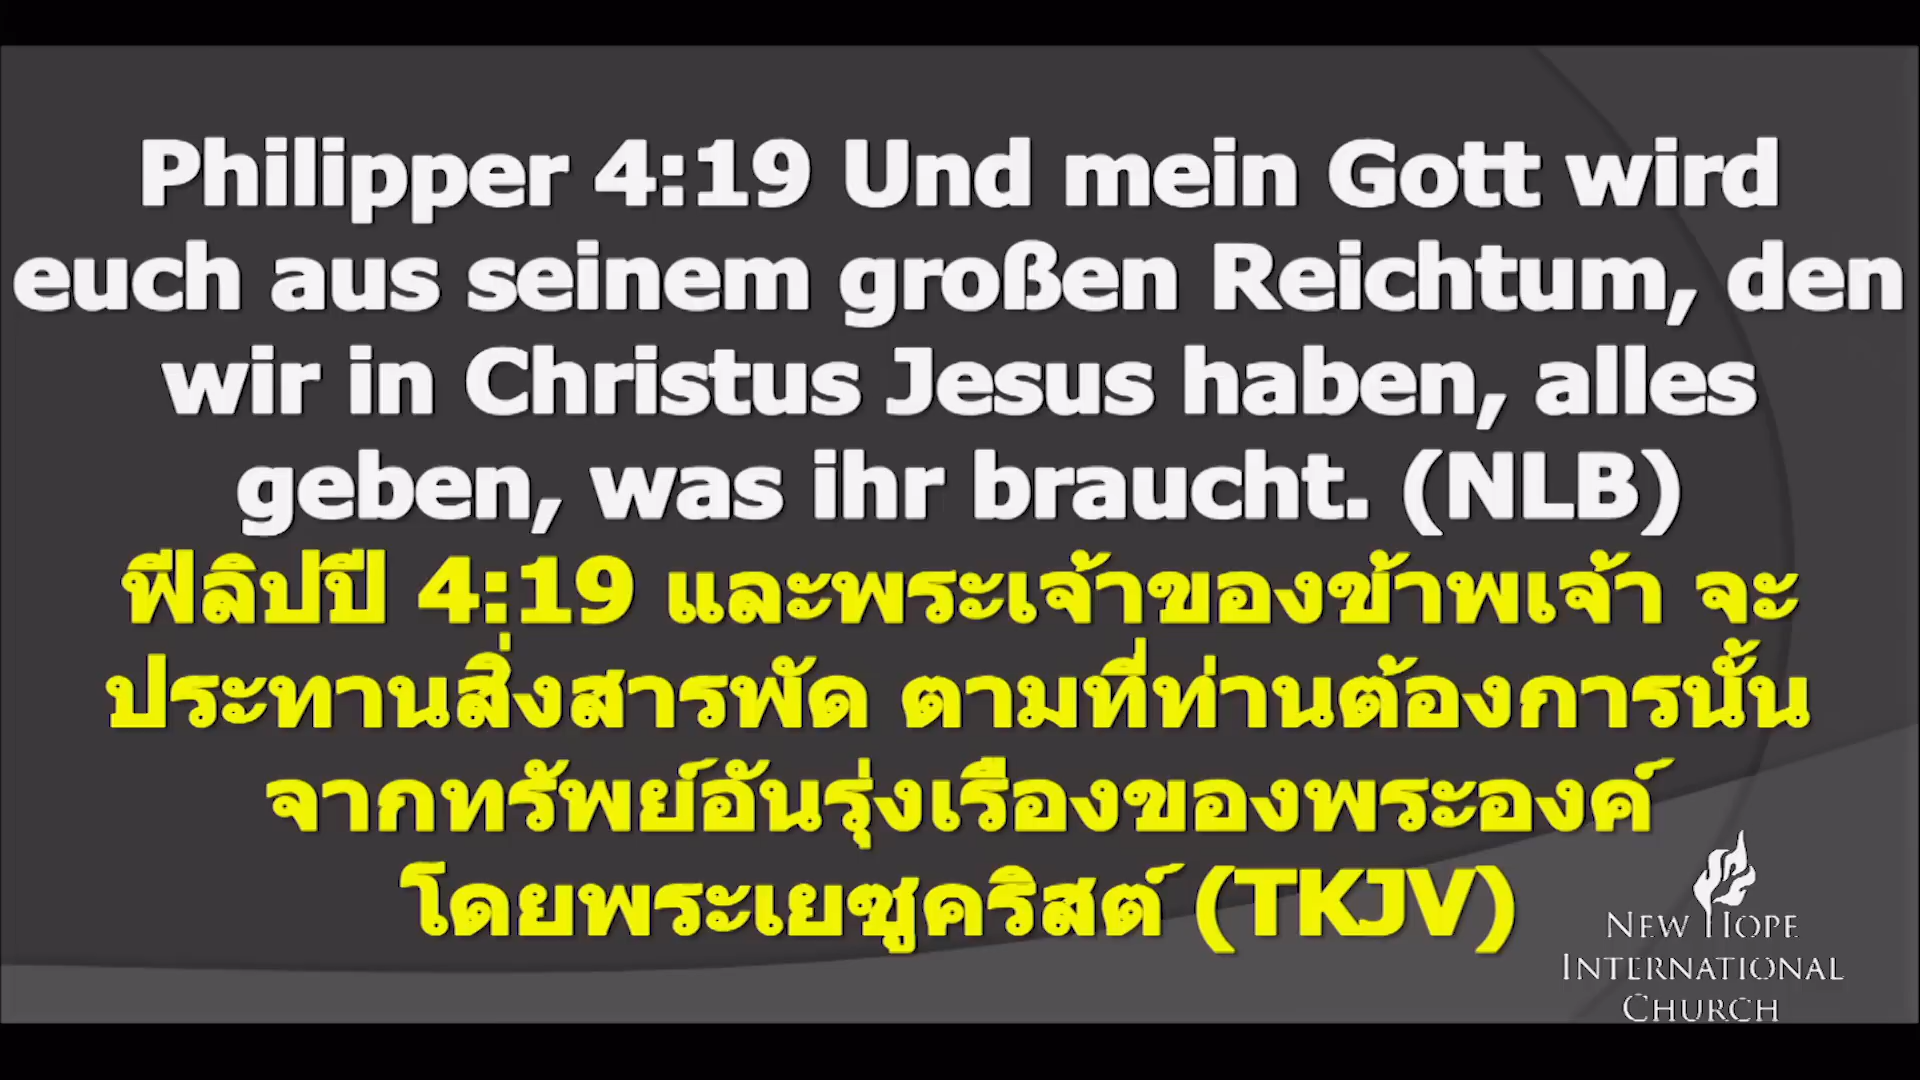 Philipper 4:19 Und mein Gott wird
euch aus seinem großen Reichtum, den
wir in Christus Jesus haben, alles
geben, was ihr braucht. (NLB)
ฟีลิปปี 4:19 และพระเจ้าของข้าพเจ้า จะ
ประทานสิ่งสารพัด ตามที่ท่านต้องการนั้น
จากทรัพย์อันรุ่งเรืองของพระองค์
โดยพระเยซูคริสต์ (TKJV)
NEW HOPE
INTERNATIONAL
CHURCH